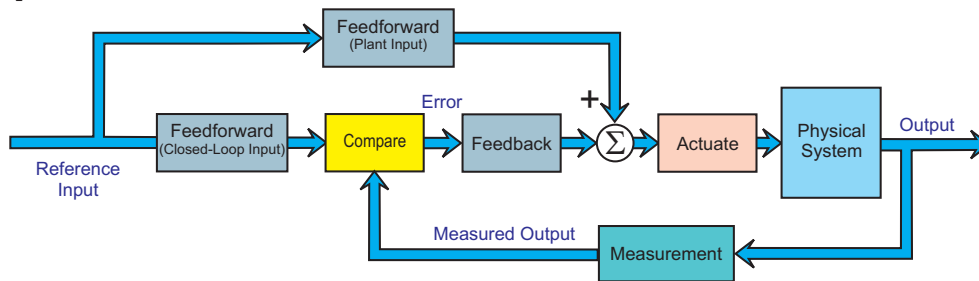 Feedforward
(Plant Input)
Error
+
Feedforward
(Closed-Loop Input)
Compare
Feedback
Σ
Actuate
Physical
System
Output
Reference
Input
Measured Output
Measurement